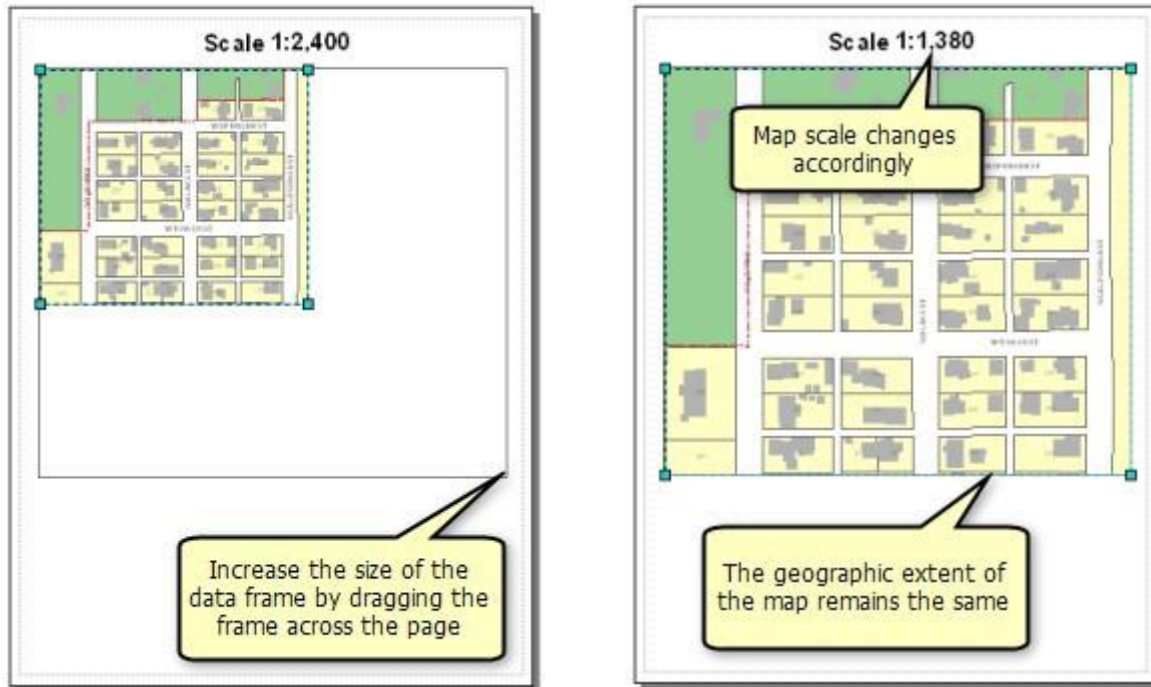 Scale 1:2,400
Increase the size of the
data frame by dragging the
frame across the page
Scale 1:1,380
Map scale changes
accordingly
The geographic extent of
the map remains the same